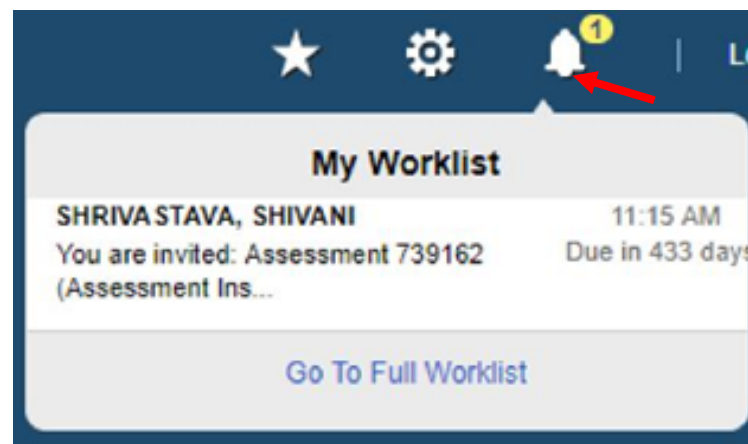 1
My Worklist
SHRIVASTAVA, SHIVANI 11:15 AM
You are invited: Assessment 739162 Due in 433 days
(Assessment Ins...
Go To Full Worklist